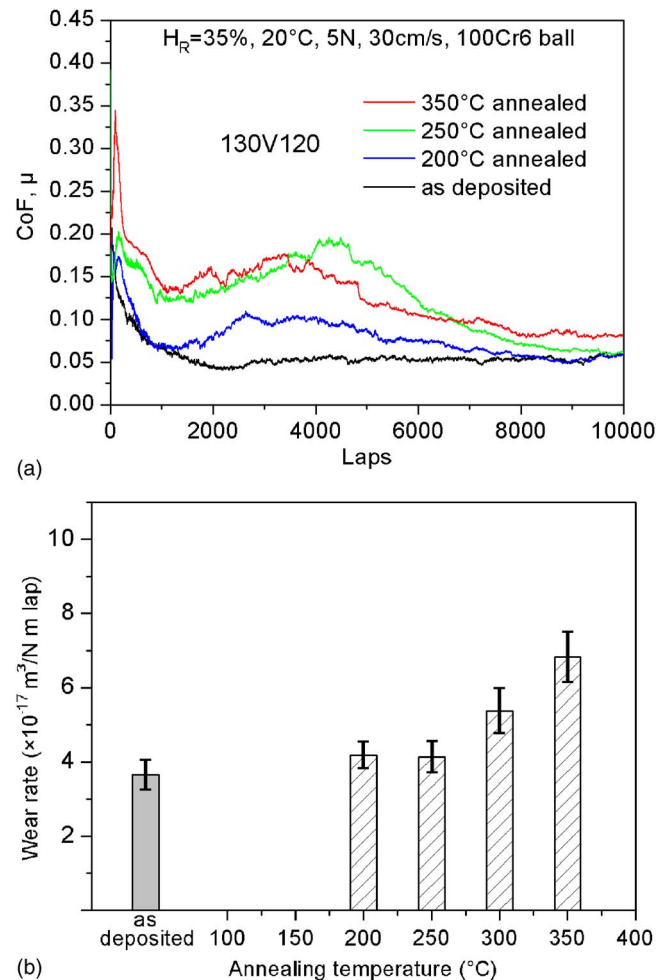 H_R=35%, 20°C, 5N, 30cm/s, 100Cr6 ball
0.45
0.40
0.35
0.30
0.25
0.20
0.15
0.10
0.05
0.00
CoF, μ
130V120
350°C annealed
250°C annealed
200°C annealed
as deposited
0 2000 4000 6000 8000 10000
Laps
(a)
10
8
6
4
2
Wear rate (×10⁻¹⁷ m³/N m lap)
as
deposited
100 150 200 250 300 350 400
Annealing temperature (°C)
(b)